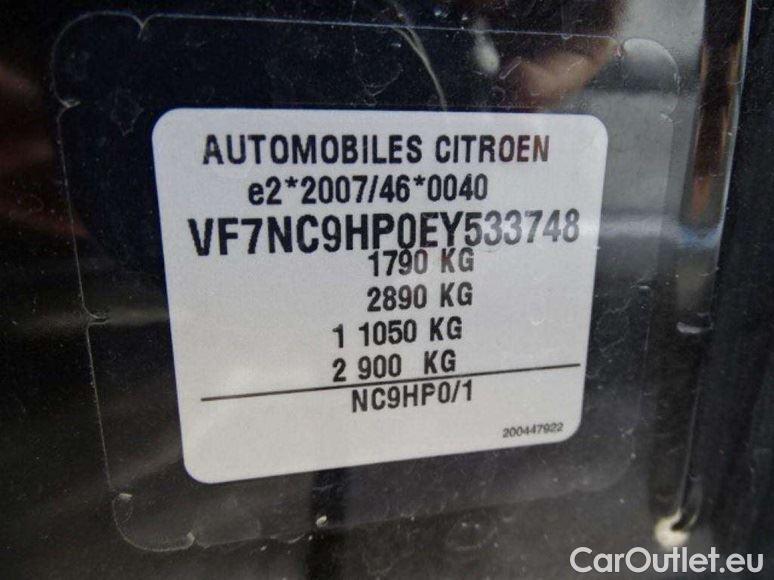 AUTOMOBILES CITROEN
e2*2007/46*0040
VF7NC9HP0EY533748
1790 KG
2890 KG
1 1050 KG
2 900 KG
NC9HP0/1
200447922
CarOutlet.eu